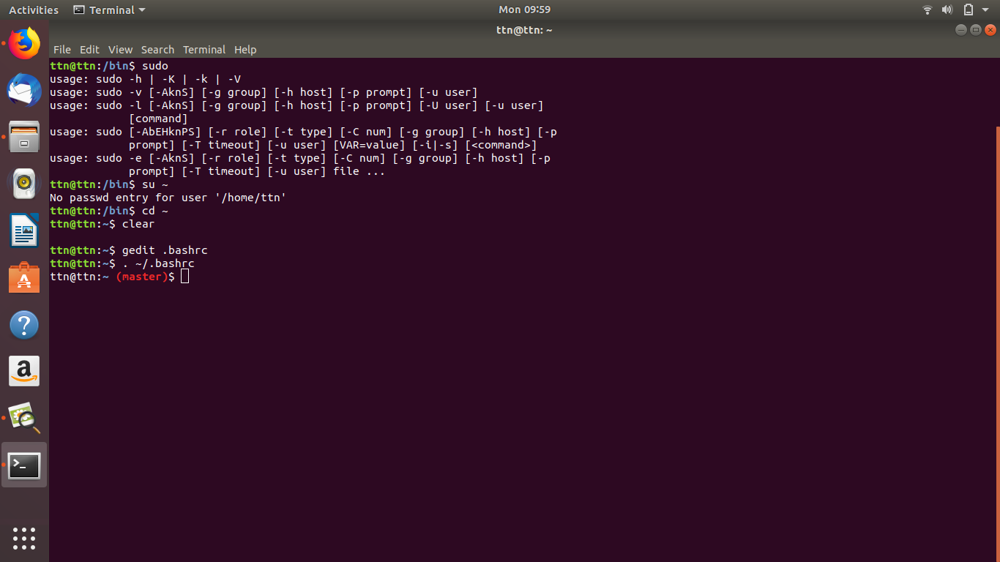 Activities Terminal Mon 09:59
ttn@ttn: ~
File Edit View Search Terminal Help
ttn@ttn:/bin$ sudo
usage: sudo -h | -K | -k | -V
usage: sudo -v [-AknS] [-g group] [-h host] [-p prompt] [-u user]
usage: sudo -l [-AknS] [-g group] [-h host] [-p prompt] [-U user] [-u user]
            [command]
usage: sudo [-AbEHknPS] [-r role] [-t type] [-C num] [-g group] [-h host] [-p
            prompt] [-T timeout] [-u user] [VAR=value] [-i|-s] [<command>]
usage: sudo -e [-AknS] [-r role] [-t type] [-C num] [-g group] [-h host] [-p
            prompt] [-T timeout] [-u user] file ...
ttn@ttn:/bin$ su ~
No passwd entry for user '/home/ttn'
ttn@ttn:/bin$ cd ~
ttn@ttn:~$ clear
ttn@ttn:~$ gedit .bashrc
ttn@ttn:~$ . ~/.bashrc
ttn@ttn:~ (master)$